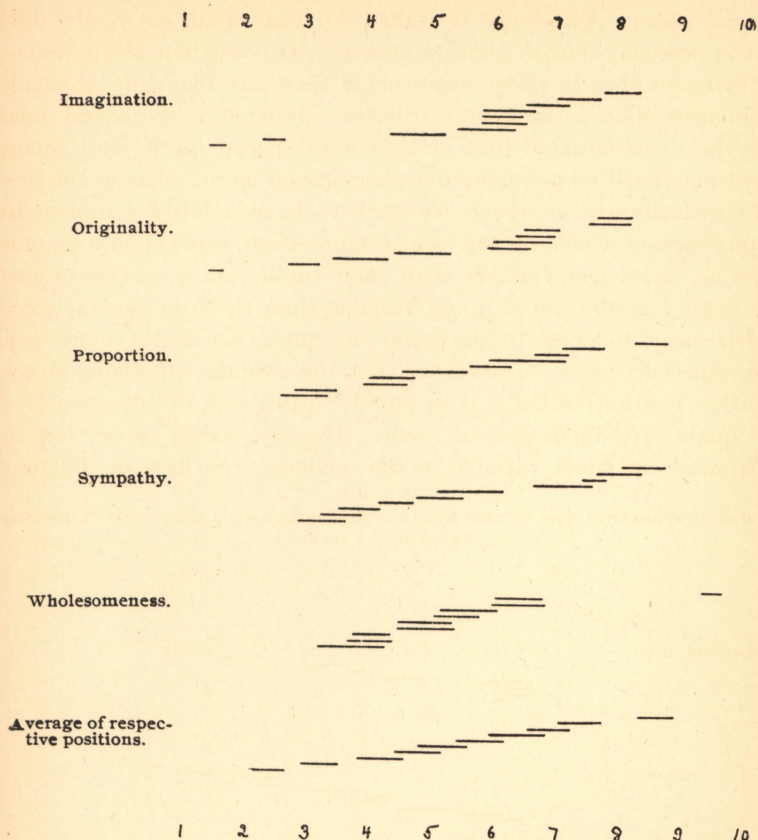 1 2 3 4 5 6 7 8 9 10
Imagination.
Originality.
Proportion.
Sympathy.
Wholesomeness.
Average of respec-
tive positions.
1 2 3 4 5 6 7 8 9 10